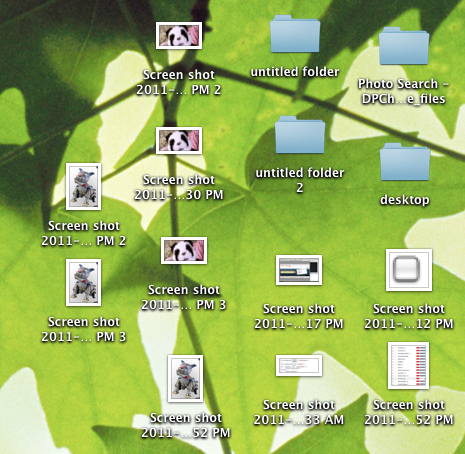 Screen shot
2011-... PM 2
untitled folder
Photo Search -
DPCh...e_files
Screen shot
2011-...30 PM
untitled folder
2
desktop
Screen shot
2011-... PM 2
Screen shot
2011-... PM 3
Screen shot
2011-...17 PM
Screen shot
2011-...12 PM
Screen shot
2011-... PM 3
Screen shot
2011-...52 PM
Screen shot
2011-...33 AM
Screen shot
2011-...52 PM